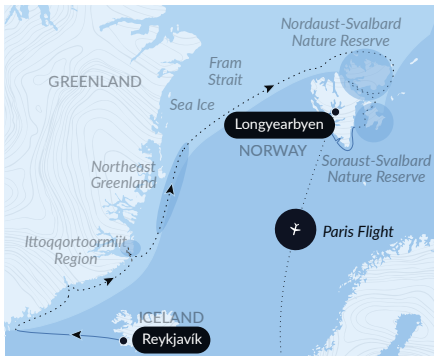 Nordaust-Svalbard
Nature Reserve
Fram
Strait
GREENLAND
Sea Ice
Longyearbyen
NORWAY
Soraust-Svalbard
Nature Reserve
Northeast
Greenland
Paris Flight
Ittoqqortoormiit
Region
ICELAND
Reykjavík